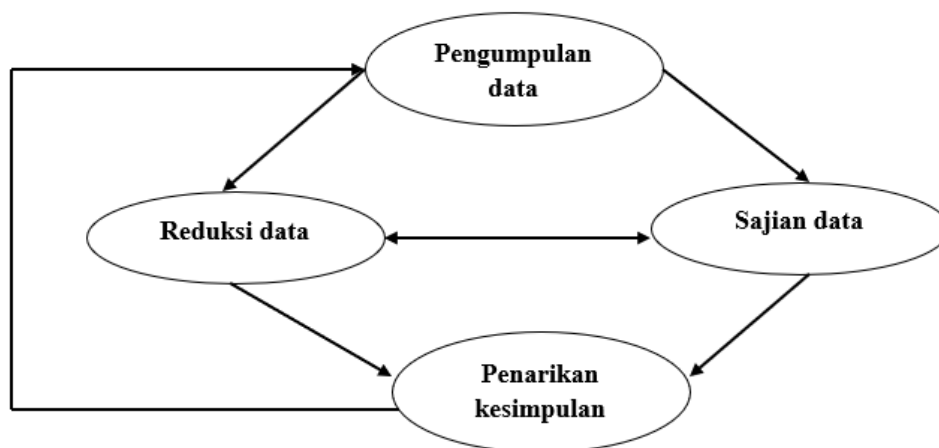 Pengumpulan
data
Reduksi data
Sajian data
Penarikan
kesimpulan